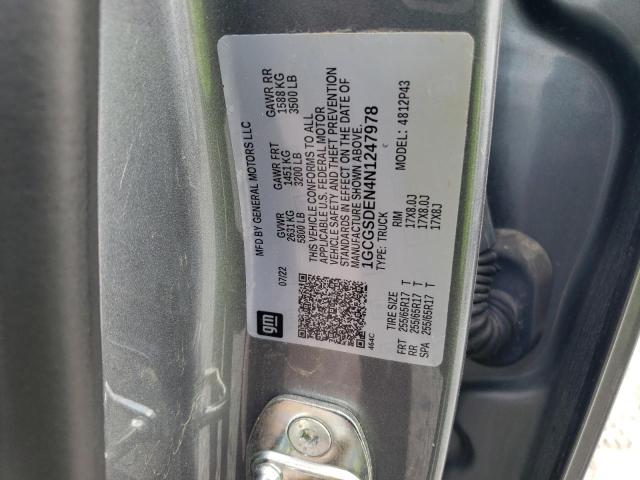 gm
MFD BY GENERAL MOTORS LLC
07/22
GVWR GAWR FRT GAWR RR
2631 KG 1451 KG 1588 KG
5800 LB 3200 LB 3500 LB
THIS VEHICLE CONFORMS TO ALL
APPLICABLE U.S. FEDERAL MOTOR
VEHICLE SAFETY AND THEFT PREVENTION
STANDARDS IN EFFECT ON THE DATE OF
MANUFACTURE SHOWN ABOVE.
1GCGSDEN4N1247978
TYPE: TRUCK MODEL: 4812P43
464C
TIRE SIZE RIM
FRT 255/65R17 T 17X8.0J
RR 255/65R17 T 17X8.0J
SPA 255/65R17 T 17X8J